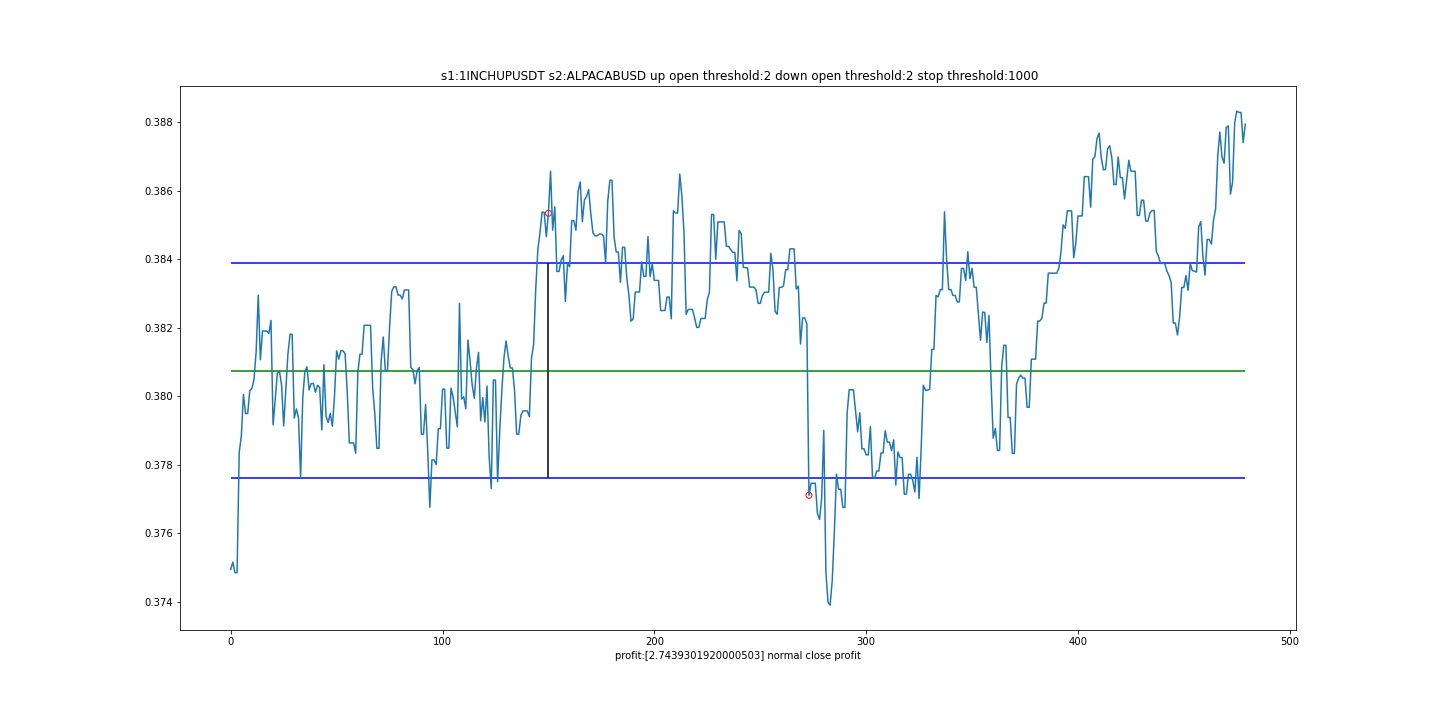 s1:1INCHUPUSDT s2:ALPACABUSD up open threshold:2 down open threshold:2 stop threshold:1000
0.388
0.386
0.384
0.382
0.380
0.378
0.376
0.374
0 100 200 300 400 500
profit:[2.7439301920000503] normal close profit